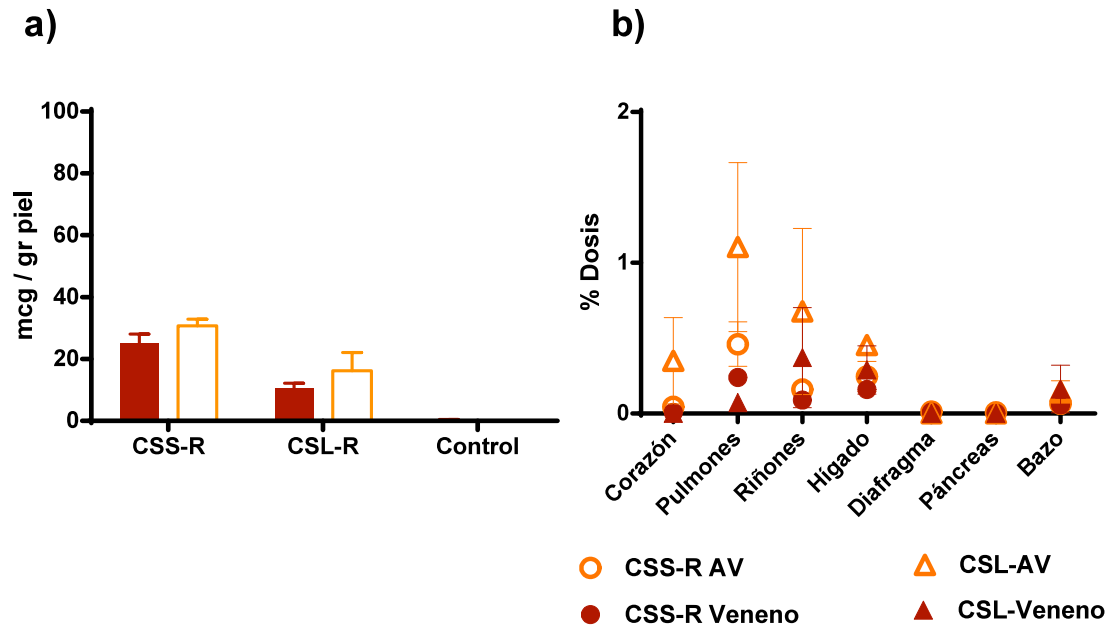 a)
mcg / gr piel
100
80
60
40
20
0
CSS-R
CSL-R
Control
b)
% Dosis
2
1
0
Corazón
Pulmones
Riñones
Hígado
Diafragma
Páncreas
Bazo
CSS-R AV
CSL-AV
CSS-R Veneno
CSL-Veneno